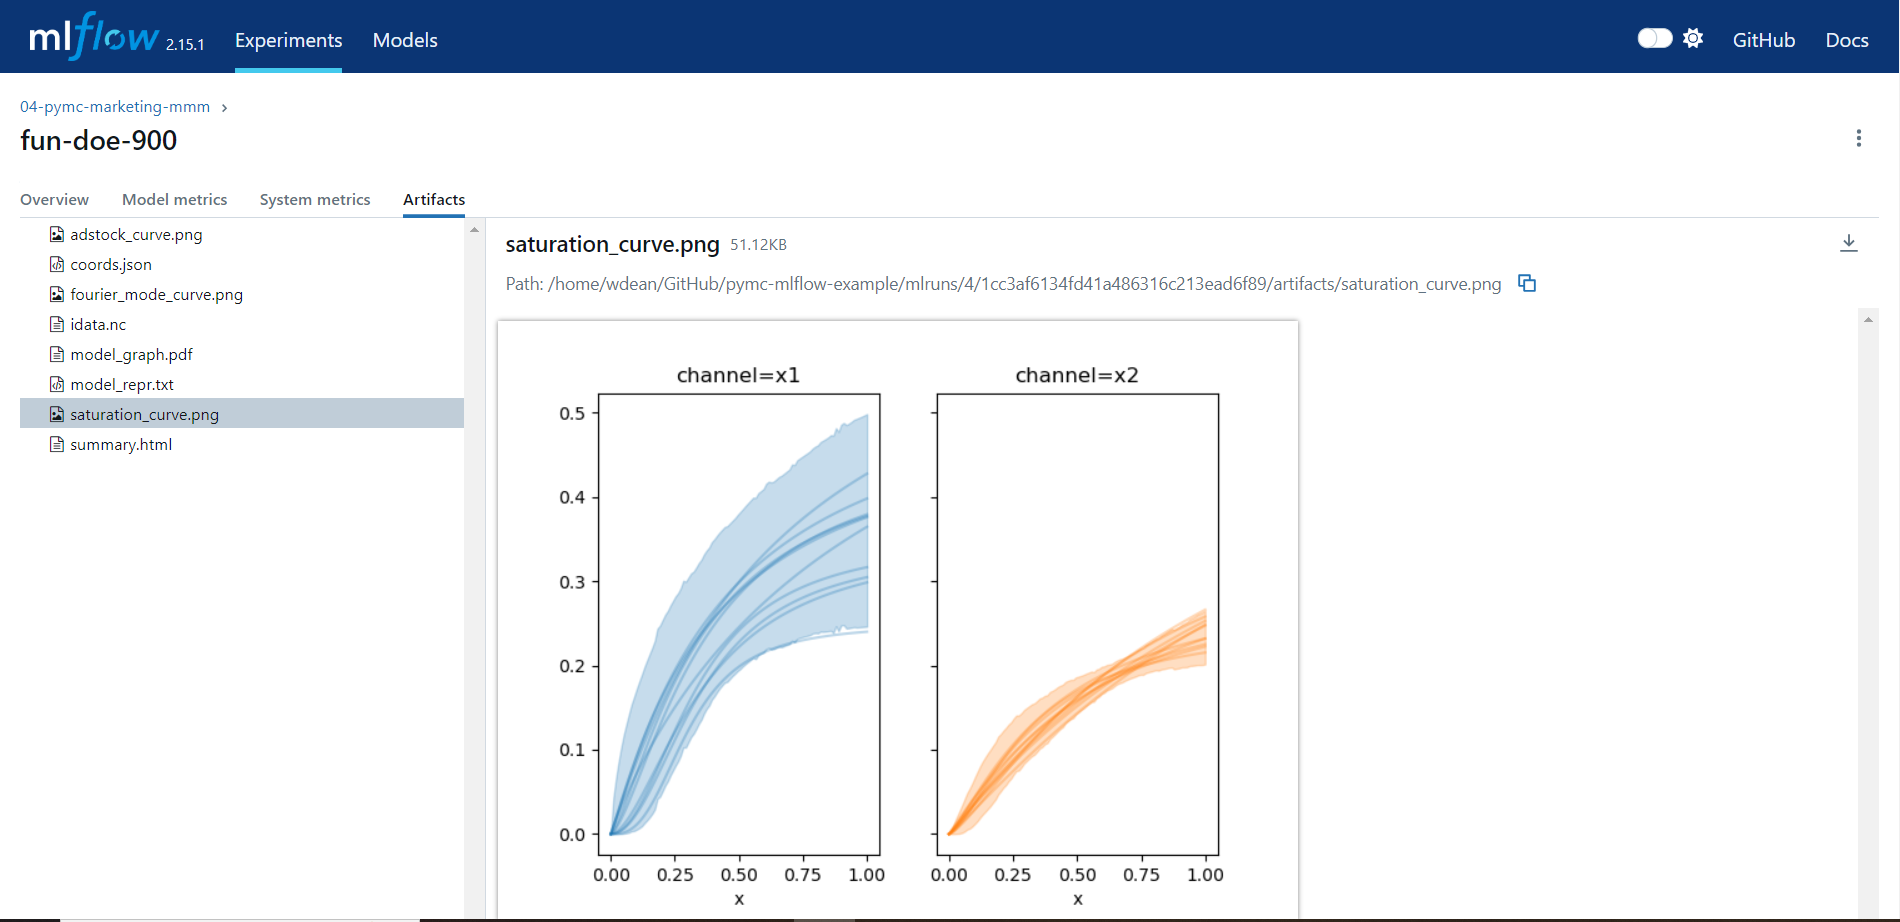 mlflow 2.15.1 Experiments Models GitHub Docs
04-pymc-marketing-mmm
fun-doe-900
Overview Model metrics System metrics Artifacts
adstock_curve.png
coords.json
fourier_mode_curve.png
idata.nc
model_graph.pdf
model_repr.txt
saturation_curve.png
summary.html
saturation_curve.png 51.12KB
Path: /home/wdean/GitHub/pymc-mlflow-example/mlruns/4/1cc3af6134fd41a486316c213ead6f89/artifacts/saturation_curve.png
channel=x1 channel=x2
0.5
0.4
0.3
0.2
0.1
0.0
0.00 0.25 0.50 0.75 1.00 0.00 0.25 0.50 0.75 1.00
x x